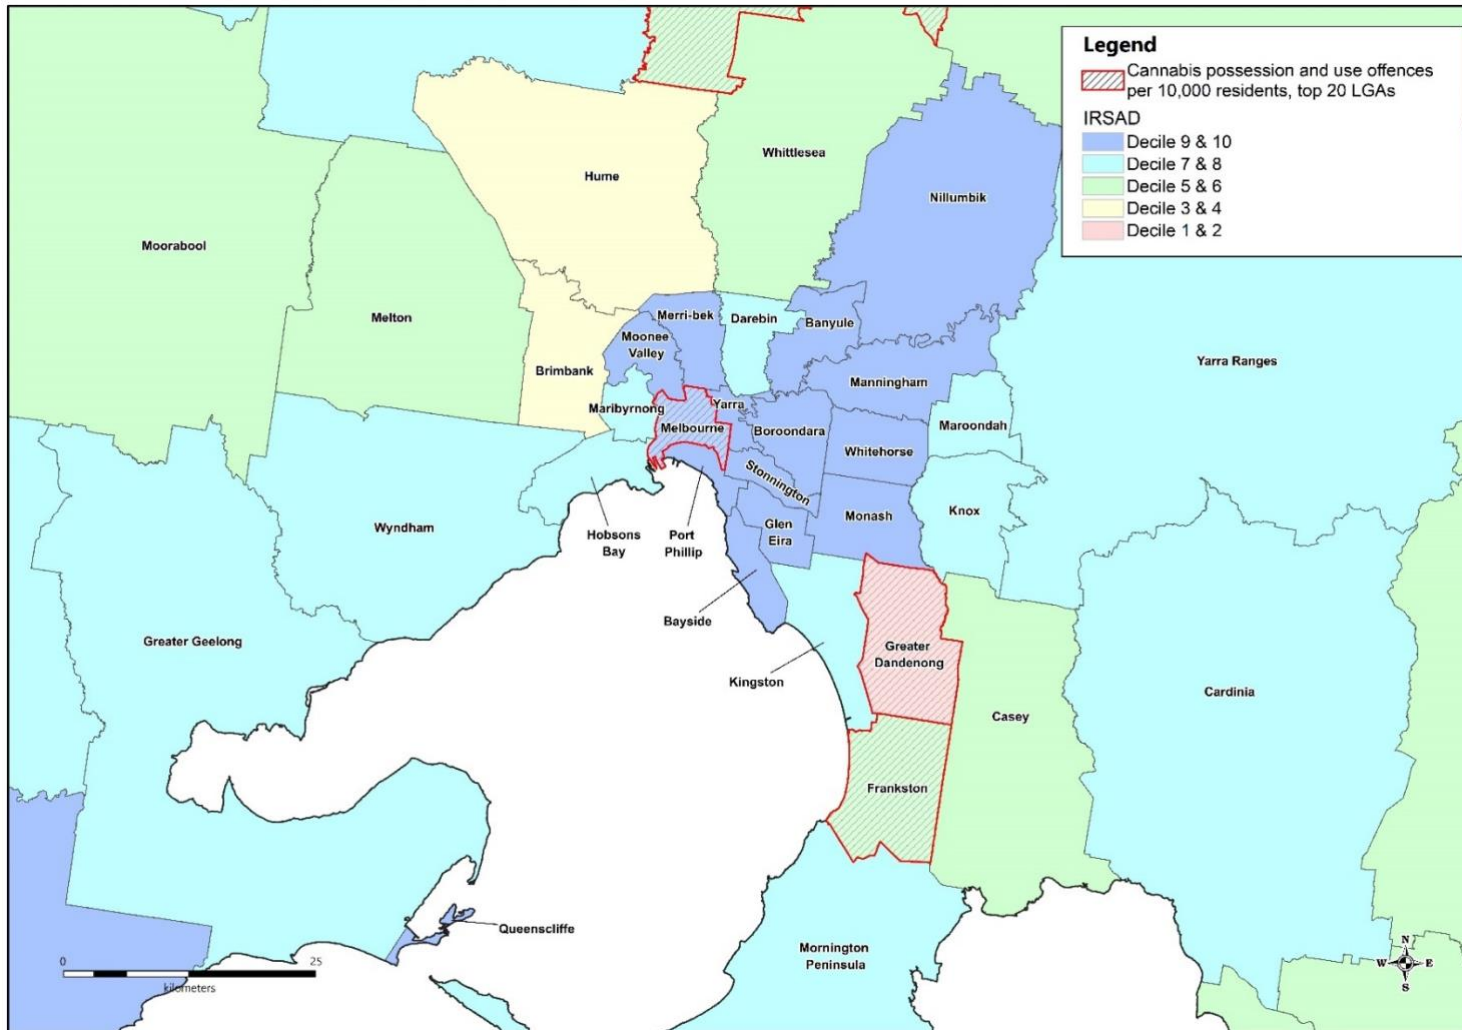 Legend
Cannabis possession and use offences
per 10,000 residents, top 20 LGAs
IRSAD
Decile 9 & 10
Decile 7 & 8
Decile 5 & 6
Decile 3 & 4
Decile 1 & 2
Whittlesea
Hume
Nillumbik
Moorabool
Melton
Merri-bek
Darebin
Banyule
Moonee
Valley
Yarra Ranges
Brimbank
Manningham
Maribyrnong
Yarra
Melbourne
Boroondara
Maroondah
Whitehorse
Stonnington
Wyndham
Hobsons
Bay
Port
Phillip
Glen
Eira
Monash
Knox
Bayside
Greater Geelong
Greater
Dandenong
Kingston
Cardinia
Casey
Frankston
Queenscliffe
Mornington
Peninsula
0 25
kilometers
N
W E
S